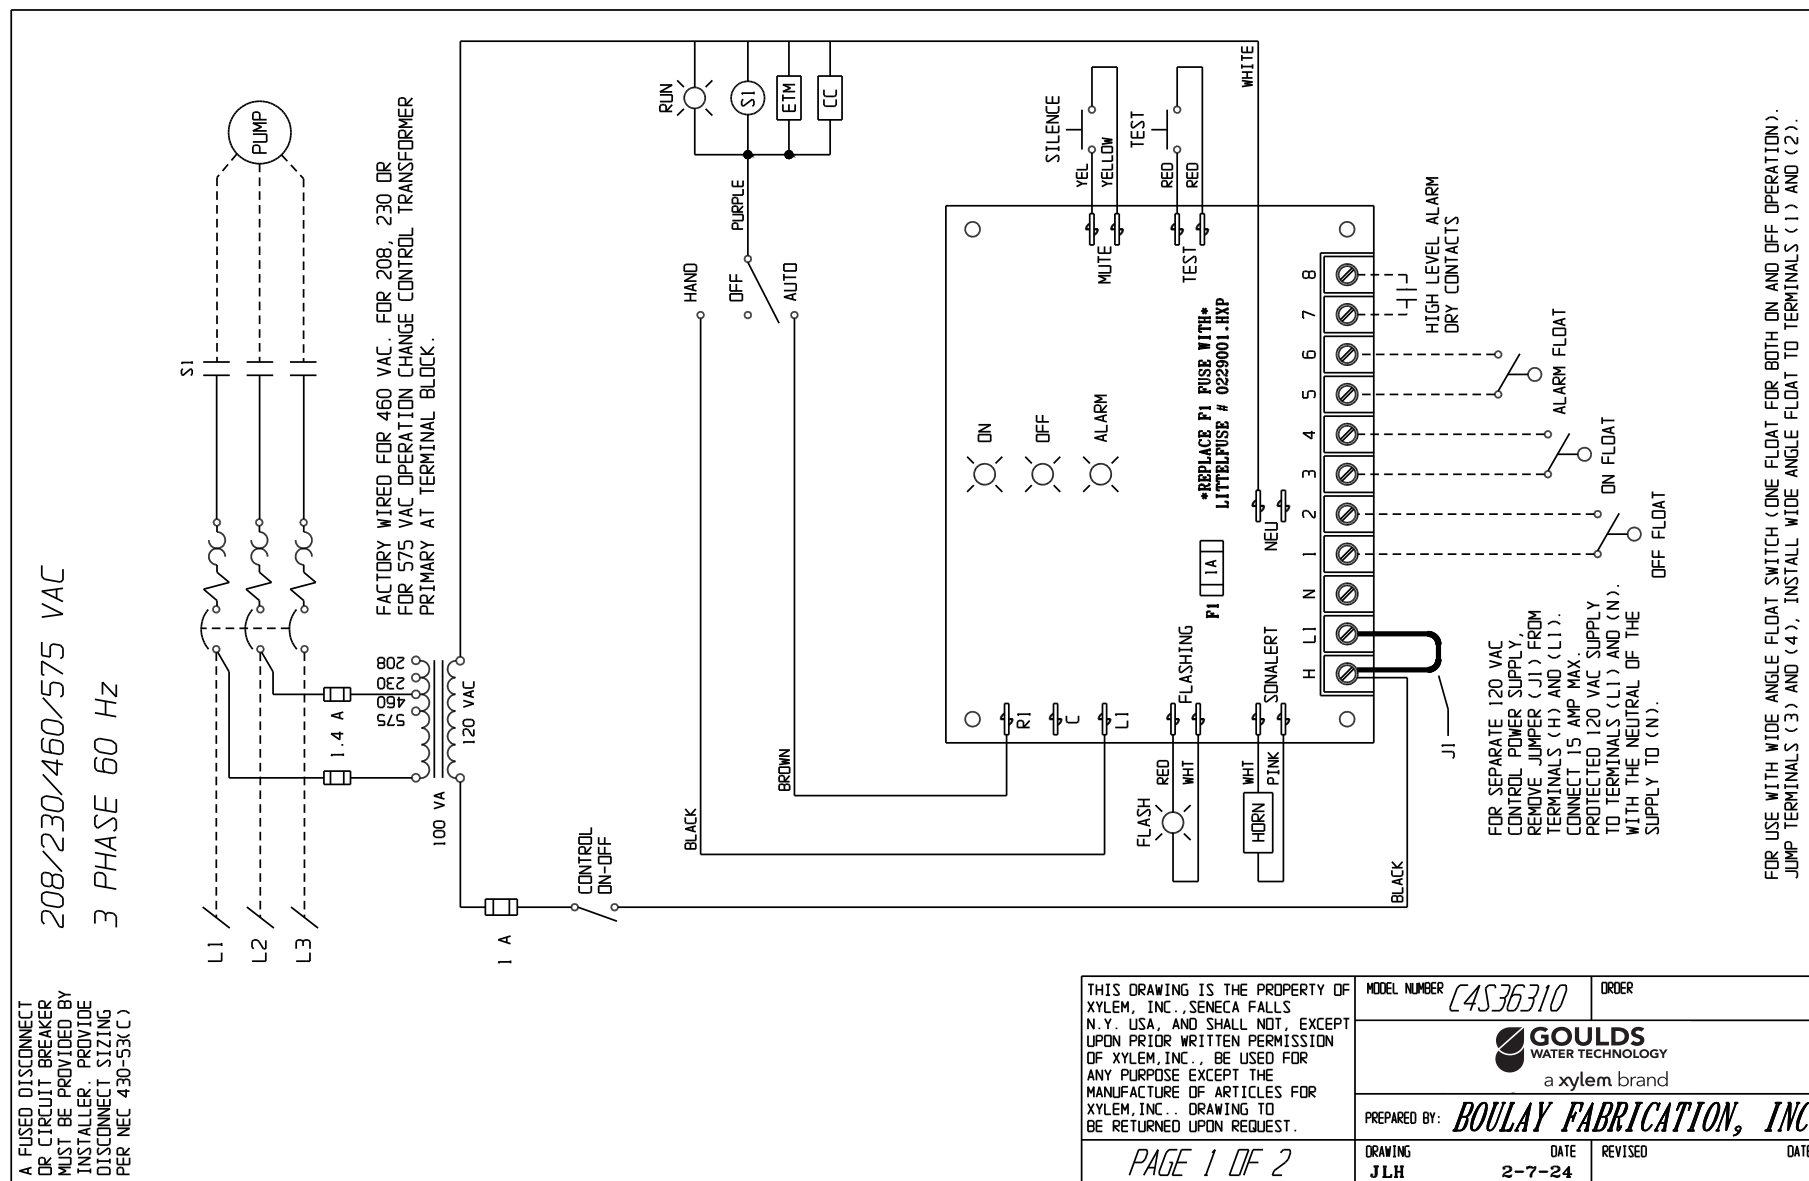 208/230/460/575 VAC
3 PHASE 60 Hz
A FUSED DISCONNECT
OR CIRCUIT BREAKER
MUST BE PROVIDED BY
INSTALLER. PROVIDE
DISCONNECT SIZING
PER NEC 430-53(C)
L1
L2
L3
S1
PUMP
FACTORY WIRED FOR 460 VAC. FOR 208, 230 OR
FOR 575 VAC OPERATION CHANGE CONTROL TRANSFORMER
PRIMARY AT TERMINAL BLOCK.
208
230
460
575
1.4 A
100 VA
120 VAC
1 A
CONTROL
ON-OFF
RUN
S1
ETM
CC
PURPLE
HAND
OFF
AUTO
BLACK
BROWN
WHITE
SILENCE
TEST
YEL
YELLOW
RED
RED
MUTE
TEST
ON
OFF
ALARM
*REPLACE F1 FUSE WITH*
LITTELFUSE # 0229001.HXP
F1
1A
NEU
R1
C
L1
FLASHING
SONALERT
RED
WHT
WHT
PINK
FLASH
HORN
BLACK
8
7
6
5
4
3
2
1
N
L1
H
J1
HIGH LEVEL ALARM
DRY CONTACTS
ALARM FLOAT
ON FLOAT
OFF FLOAT
FOR SEPARATE 120 VAC
CONTROL POWER SUPPLY,
REMOVE JUMPER (J1) FROM
TERMINALS (H) AND (L1).
CONNECT 15 AMP MAX.
PROTECTED 120 VAC SUPPLY
TO TERMINALS (L1) AND (N).
WITH THE NEUTRAL OF THE
SUPPLY TO (N).
FOR USE WITH WIDE ANGLE FLOAT SWITCH (ONE FLOAT FOR BOTH ON AND OFF OPERATION).
JUMP TERMINALS (3) AND (4), INSTALL WIDE ANGLE FLOAT TO TERMINALS (1) AND (2).
THIS DRAWING IS THE PROPERTY OF
XYLEM, INC.,SENECA FALLS
N.Y. USA, AND SHALL NOT, EXCEPT
UPON PRIOR WRITTEN PERMISSION
OF XYLEM,INC., BE USED FOR
ANY PURPOSE EXCEPT THE
MANUFACTURE OF ARTICLES FOR
XYLEM,INC.. DRAWING TO
BE RETURNED UPON REQUEST.
PAGE 1 OF 2
MODEL NUMBER C4S36310
ORDER
GOULDS
WATER TECHNOLOGY
a xylem brand
PREPARED BY: BOULAY FABRICATION, INC
DRAWING DATE REVISED DATE
JLH 2-7-24